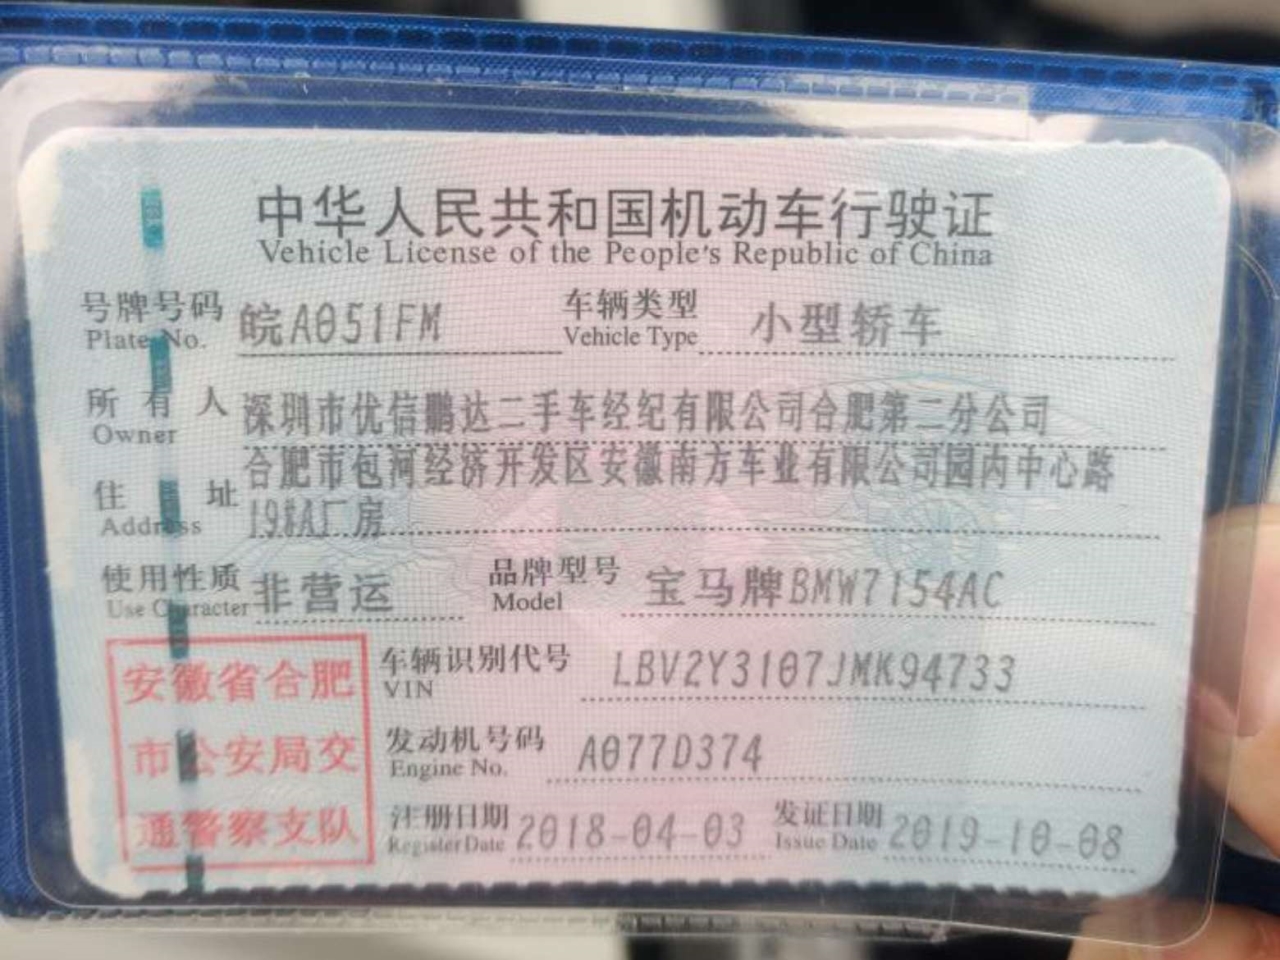 中华人民共和国机动车行驶证
Vehicle License of the People's Republic of China
号牌号码 皖A051FM 车辆类型 小型轿车
Plate No. Vehicle Type
所有人 深圳市优信鹏达二手车经纪有限公司合肥第二分公司
Owner
住址 合肥市包河经济开发区安徽南方车业有限公司园内中心路
Address 198A厂房
使用性质 非营运 品牌型号 宝马牌BMW7154AC
Use Character Model
安徽省合肥
市公安局交
通警察支队
车辆识别代号 LBV2Y3107JMK94733
VIN
发动机号码 A077D374
Engine No.
注册日期 2018-04-03 发证日期 2019-10-08
Register Date Issue Date